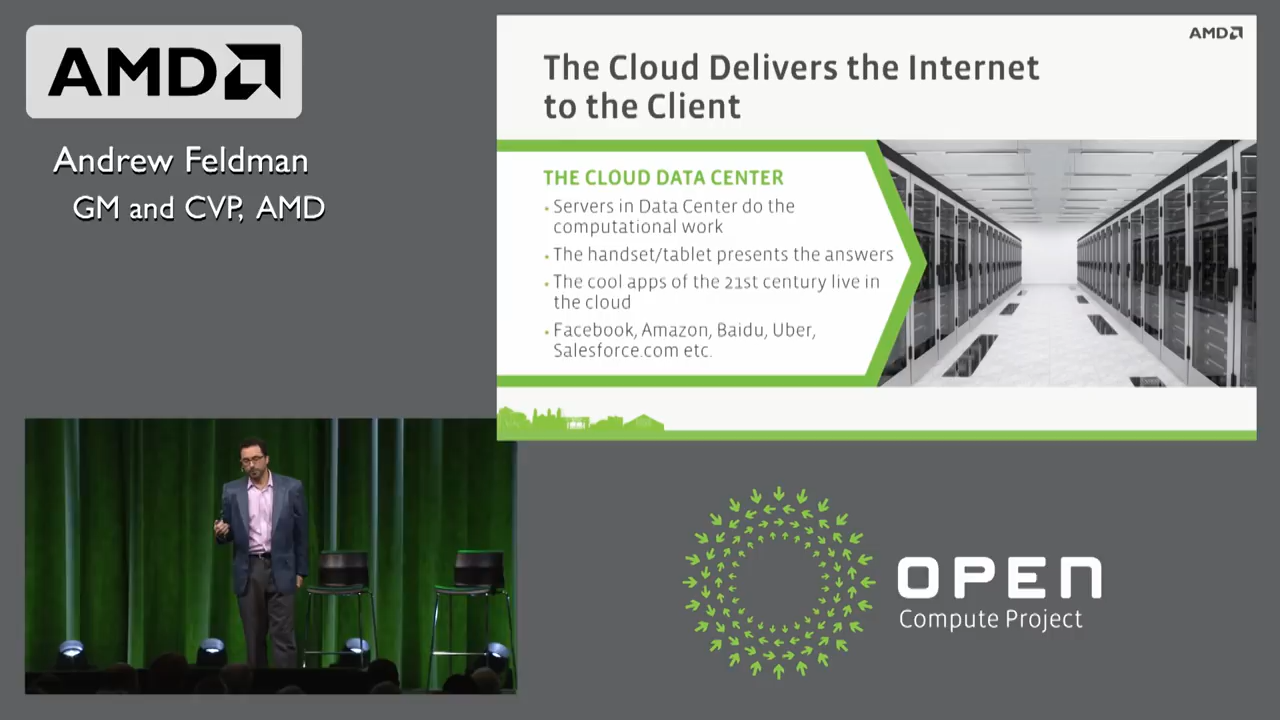 AMD
Andrew Feldman
GM and CVP, AMD
AMD
The Cloud Delivers the Internet
to the Client
THE CLOUD DATA CENTER
• Servers in Data Center do the
computational work
• The handset/tablet presents the answers
• The cool apps of the 21st century live in
the cloud
• Facebook, Amazon, Baidu, Uber,
Salesforce.com etc.
OPEN
Compute Project